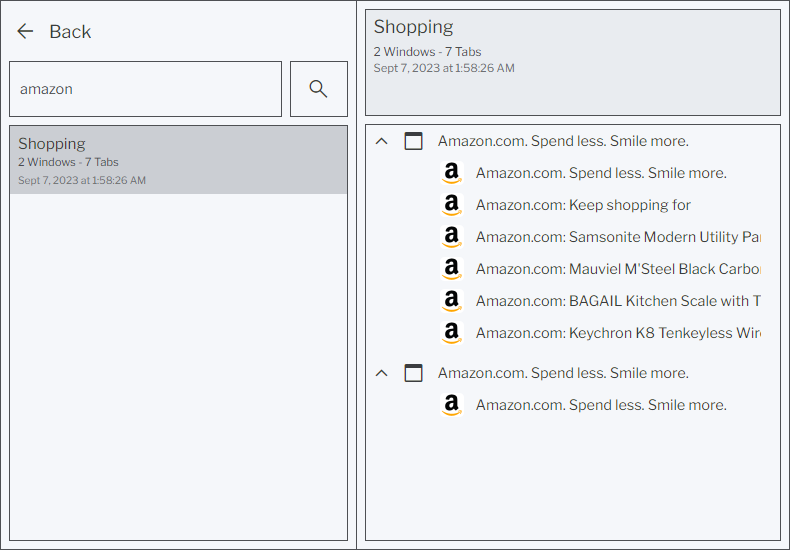 Back
amazon
Shopping
2 Windows - 7 Tabs
Sept 7, 2023 at 1:58:26 AM
Shopping
2 Windows - 7 Tabs
Sept 7, 2023 at 1:58:26 AM
Amazon.com. Spend less. Smile more.
Amazon.com. Spend less. Smile more.
Amazon.com: Keep shopping for
Amazon.com: Samsonite Modern Utility Pa
Amazon.com: Mauviel M'Steel Black Carbo
Amazon.com: BAGAIL Kitchen Scale with T
Amazon.com: Keychron K8 Tenkeyless Wir
Amazon.com. Spend less. Smile more.
Amazon.com. Spend less. Smile more.